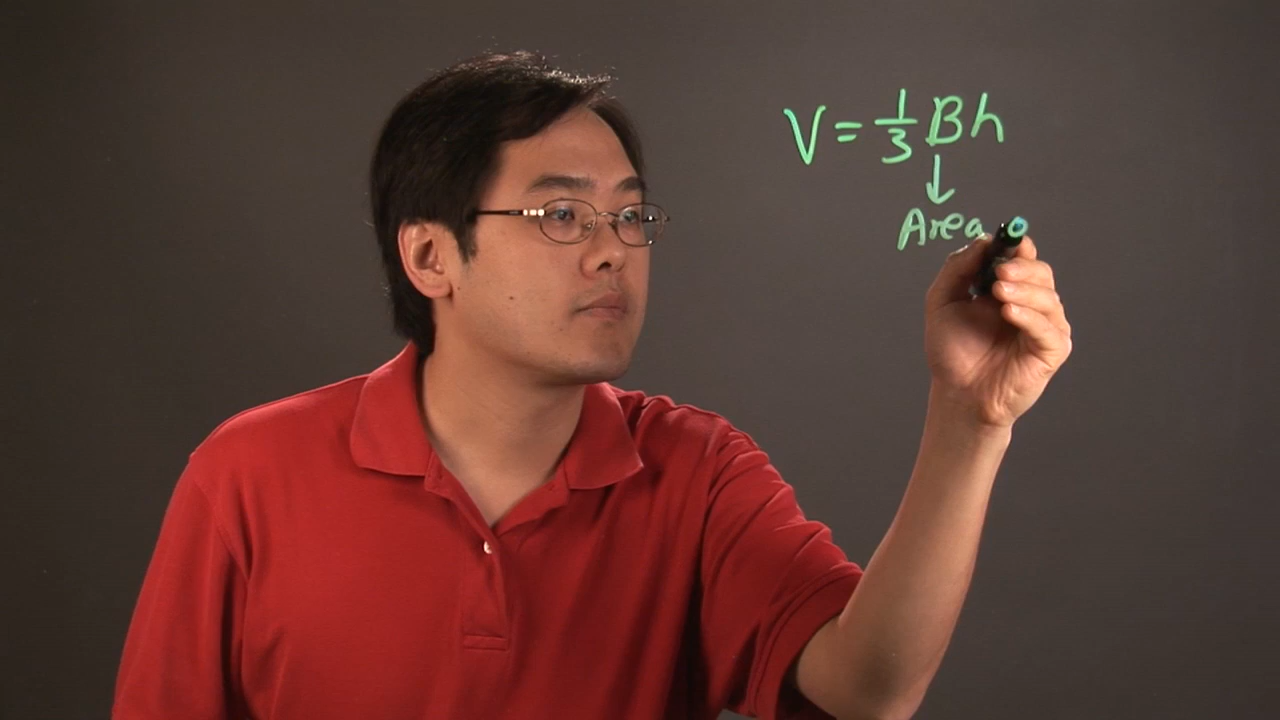 V = 1/3 Bh
↓
Area o